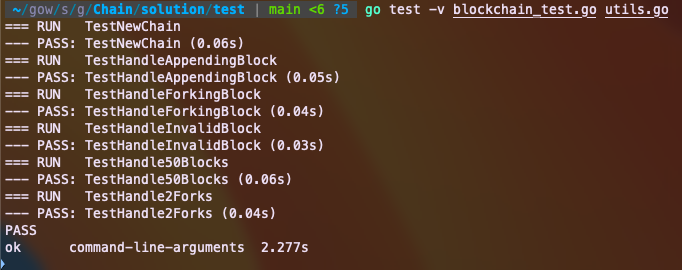 ~/gow/s/g/Chain/solution/test | main <6 ?5 go test -v blockchain_test.go utils.go
=== RUN   TestNewChain
--- PASS: TestNewChain (0.06s)
=== RUN   TestHandleAppendingBlock
--- PASS: TestHandleAppendingBlock (0.05s)
=== RUN   TestHandleForkingBlock
--- PASS: TestHandleForkingBlock (0.04s)
=== RUN   TestHandleInvalidBlock
--- PASS: TestHandleInvalidBlock (0.03s)
=== RUN   TestHandle50Blocks
--- PASS: TestHandle50Blocks (0.06s)
=== RUN   TestHandle2Forks
--- PASS: TestHandle2Forks (0.04s)
PASS
ok      command-line-arguments  2.277s